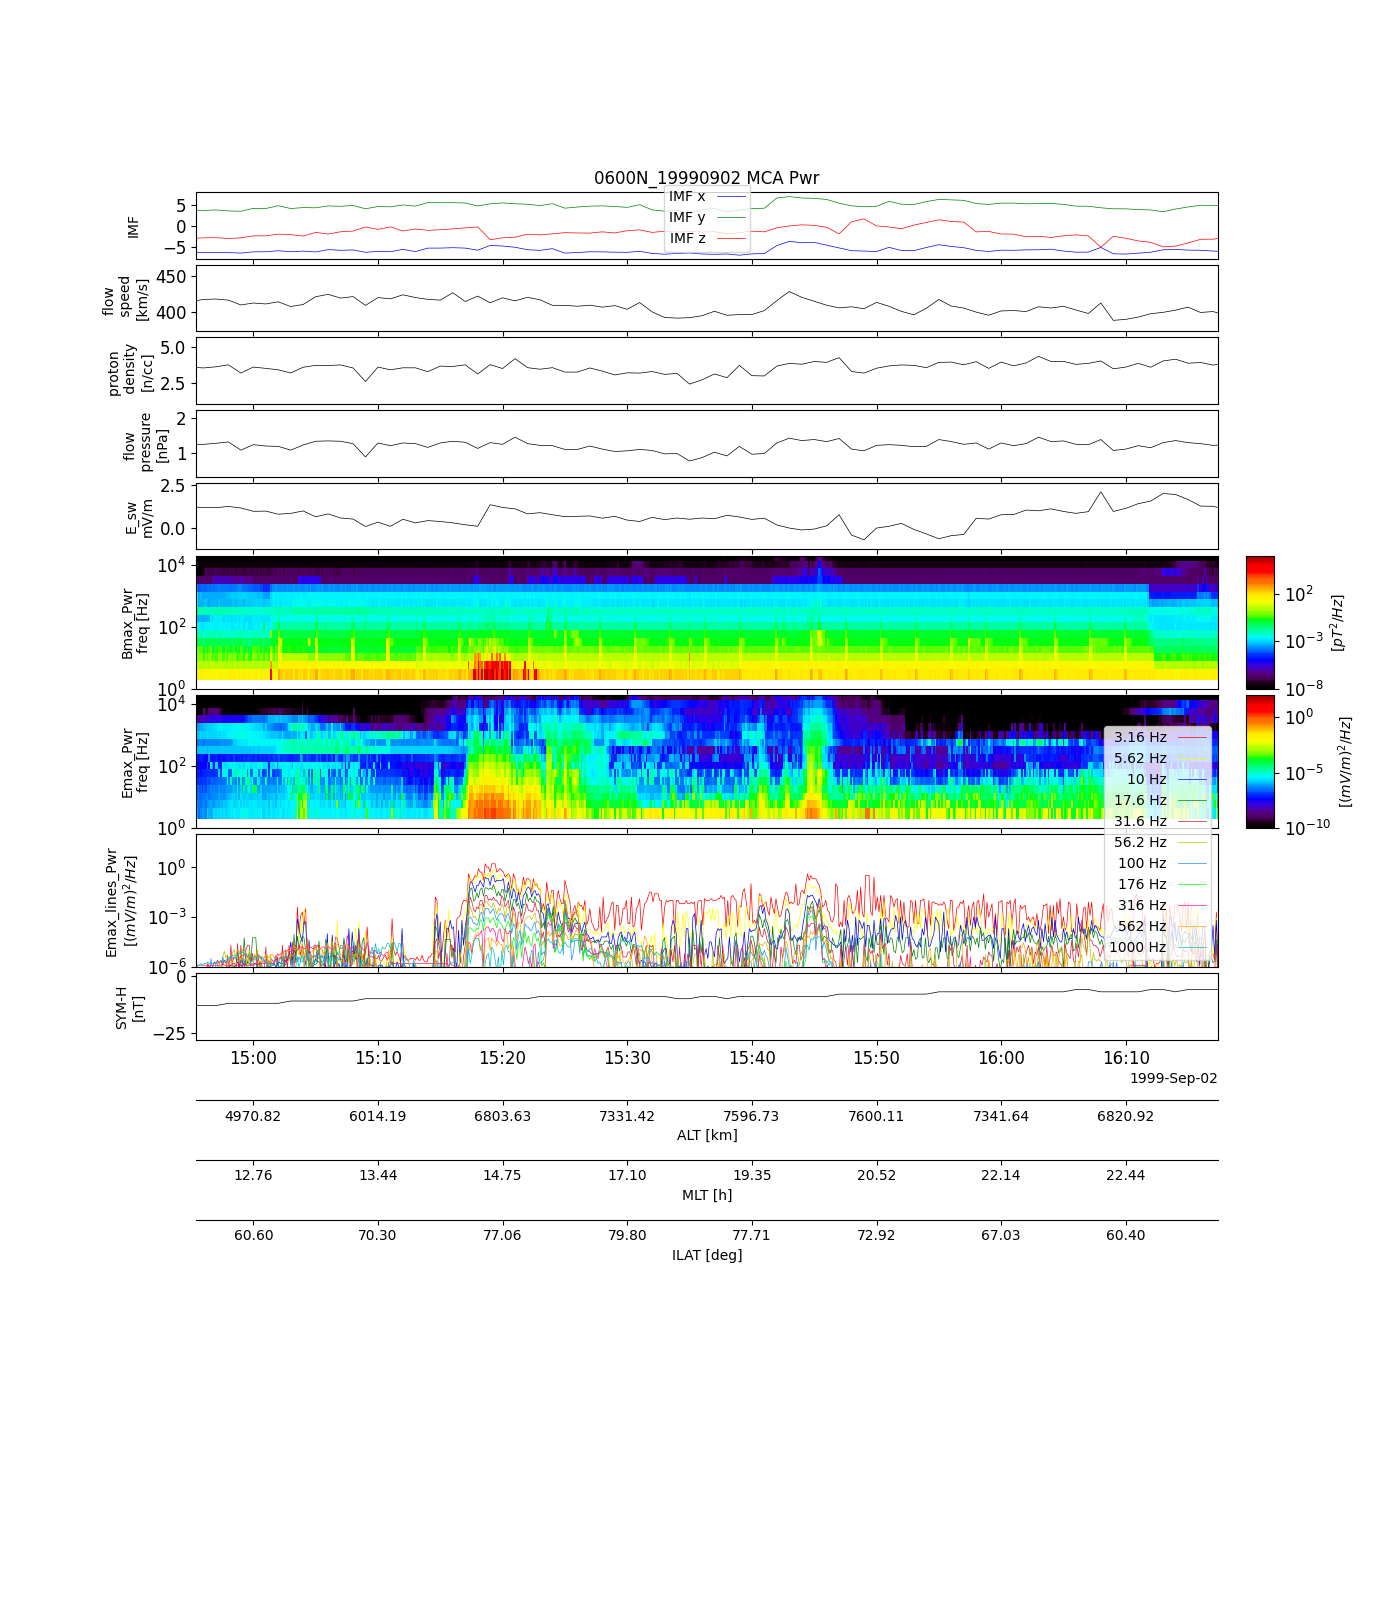 0600N_19990902 MCA Pwr
5
0
−5
IMF
IMF x
IMF y
IMF z
450
400
flow
speed
[km/s]
5.0
2.5
proton
density
[n/cc]
2
1
flow
pressure
[nPa]
2.5
0.0
E_sw
mV/m
10^4
10^2
10^0
Bmax_Pwr
freq [Hz]
10^2
10^−3
10^−8
[pT^2/Hz]
10^4
10^2
10^0
Emax_Pwr
freq [Hz]
10^0
10^−5
10^−10
[(mV/m)^2/Hz]
3.16 Hz
5.62 Hz
10 Hz
17.6 Hz
31.6 Hz
56.2 Hz
100 Hz
176 Hz
316 Hz
562 Hz
1000 Hz
10^0
10^−3
10^−6
Emax_lines_Pwr
[(mV/m)^2/Hz]
0
−25
SYM-H
[nT]
15:00 15:10 15:20 15:30 15:40 15:50 16:00 16:10
1999-Sep-02
4970.82 6014.19 6803.63 7331.42 7596.73 7600.11 7341.64 6820.92
ALT [km]
12.76 13.44 14.75 17.10 19.35 20.52 22.14 22.44
MLT [h]
60.60 70.30 77.06 79.80 77.71 72.92 67.03 60.40
ILAT [deg]